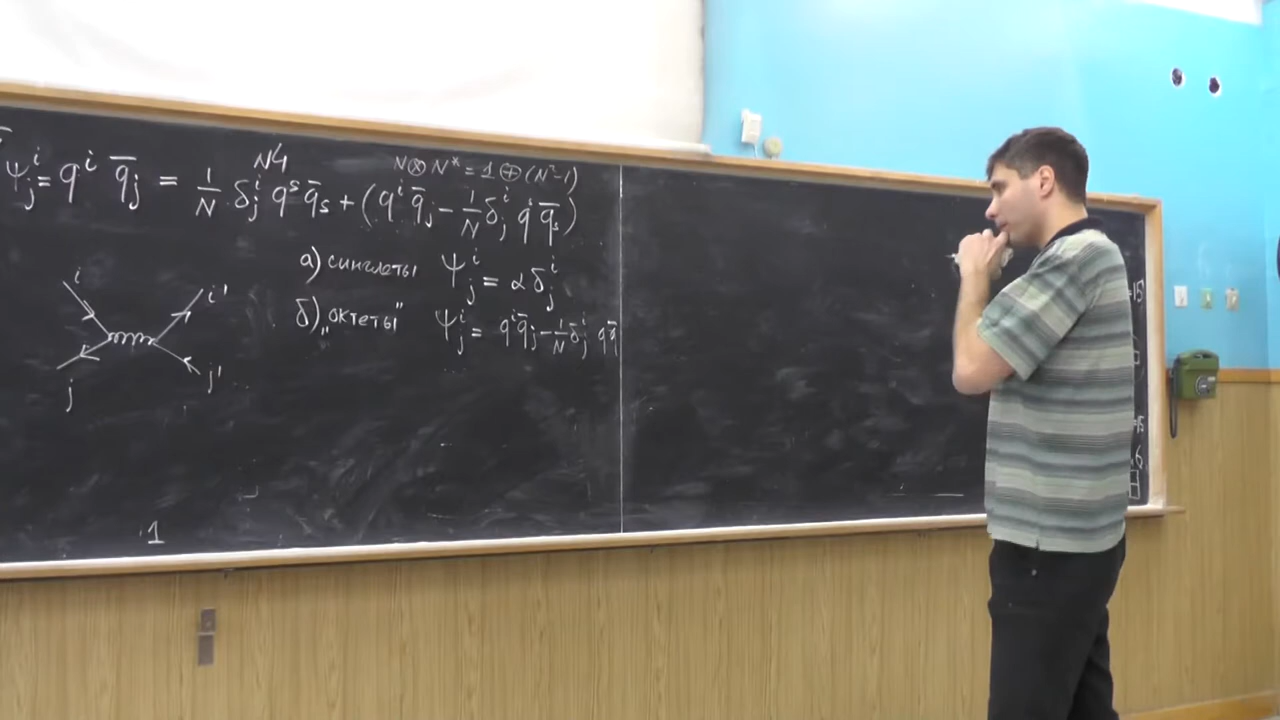 N4
N ⊗ N* = 1 ⊕ (N²-1)
ψ^i_j = q^i q̄_j = 1/N δ^i_j q^s q̄_s + (q^i q̄_j - 1/N δ^i_j q^s q̄_s)
а) синглеты ψ^i_j = α δ^i_j
б) „октеты" ψ^i_j = q^i q̄_j - 1/N δ^i_j q q̄
i i'
j j'
1
=15